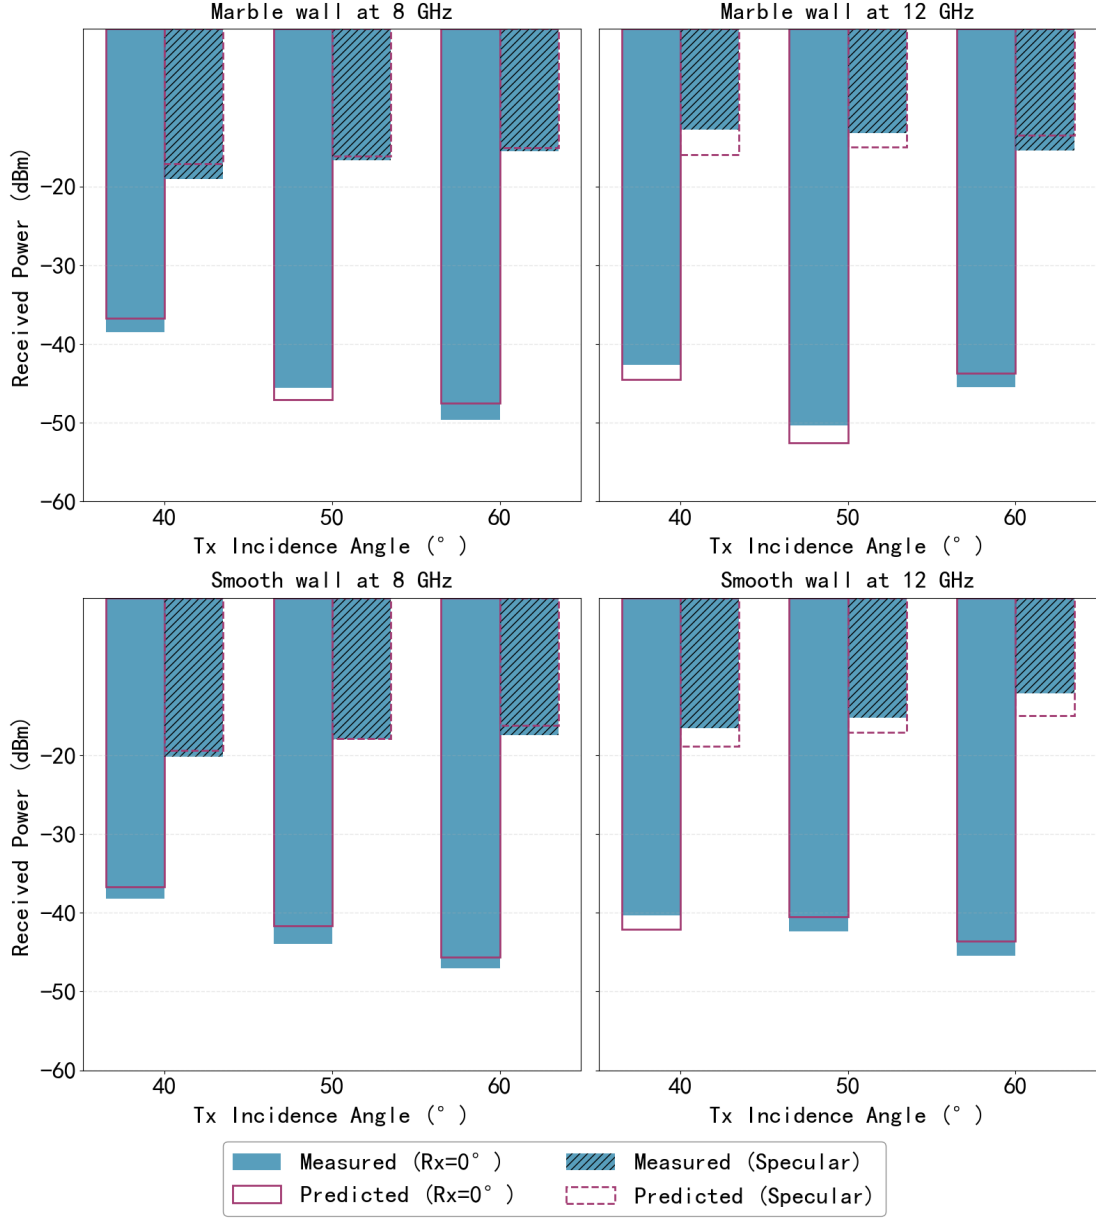 Marble wall at 8 GHz
Marble wall at 12 GHz
Received Power (dBm)
−20
−30
−40
−50
−60
40
50
60
40
50
60
Tx Incidence Angle (°)
Tx Incidence Angle (°)
Smooth wall at 8 GHz
Smooth wall at 12 GHz
Received Power (dBm)
−20
−30
−40
−50
−60
40
50
60
40
50
60
Tx Incidence Angle (°)
Tx Incidence Angle (°)
Measured (Rx=0°)
Measured (Specular)
Predicted (Rx=0°)
Predicted (Specular)